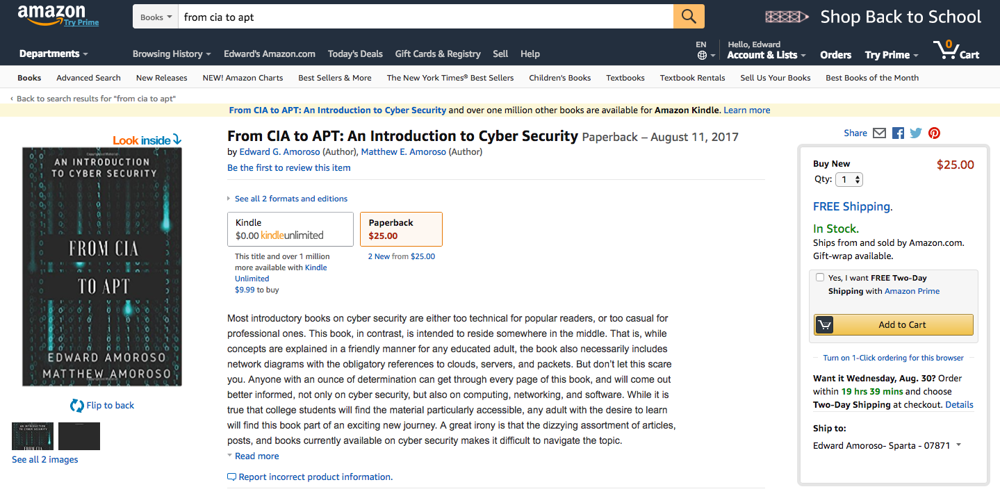 amazon
Try Prime
Books
from cia to apt
Shop Back to School
Departments
Browsing History
Edward's Amazon.com
Today's Deals
Gift Cards & Registry
Sell
Help
EN
Hello, Edward
Account & Lists
Orders
Try Prime
0
Cart
Books
Advanced Search
New Releases
NEW! Amazon Charts
Best Sellers & More
The New York Times® Best Sellers
Children's Books
Textbooks
Textbook Rentals
Sell Us Your Books
Best Books of the Month
‹ Back to search results for "from cia to apt"
From CIA to APT: An Introduction to Cyber Security and over one million other books are available for Amazon Kindle. Learn more
Look inside
AN INTRODUCTION
TO CYBER SECURITY
FROM CIA
TO APT
EDWARD AMOROSO
MATTHEW AMOROSO
Flip to back
See all 2 images
From CIA to APT: An Introduction to Cyber Security Paperback – August 11, 2017
by Edward G. Amoroso (Author), Matthew E. Amoroso (Author)
Be the first to review this item
See all 2 formats and editions
Kindle
$0.00 kindleunlimited
This title and over 1 million
more available with Kindle
Unlimited
$9.99 to buy
Paperback
$25.00
2 New from $25.00
Most introductory books on cyber security are either too technical for popular readers, or too casual for
professional ones. This book, in contrast, is intended to reside somewhere in the middle. That is, while
concepts are explained in a friendly manner for any educated adult, the book also necessarily includes
network diagrams with the obligatory references to clouds, servers, and packets. But don't let this scare
you. Anyone with an ounce of determination can get through every page of this book, and will come out
better informed, not only on cyber security, but also on computing, networking, and software. While it is
true that college students will find the material particularly accessible, any adult with the desire to learn
will find this book part of an exciting new journey. A great irony is that the dizzying assortment of articles,
posts, and books currently available on cyber security makes it difficult to navigate the topic.
Read more
Report incorrect product information.
Share
Buy New
$25.00
Qty: 1
FREE Shipping.
In Stock.
Ships from and sold by Amazon.com.
Gift-wrap available.
Yes, I want FREE Two-Day
Shipping with Amazon Prime
Add to Cart
Turn on 1-Click ordering for this browser
Want it Wednesday, Aug. 30? Order
within 19 hrs 39 mins and choose
Two-Day Shipping at checkout. Details
Ship to:
Edward Amoroso- Sparta - 07871